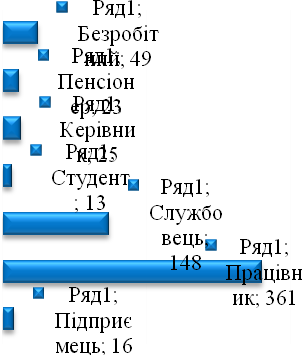 Ряд1;
Безробіт
ний; 49
Ряд1;
Пенсіон
ер; 23
Ряд1;
Керівни
к; 25
Ряд1;
Студент
; 13
Ряд1;
Службо
вець;
148
Ряд1;
Працівн
ик; 361
Ряд1;
Підприє
мець; 16